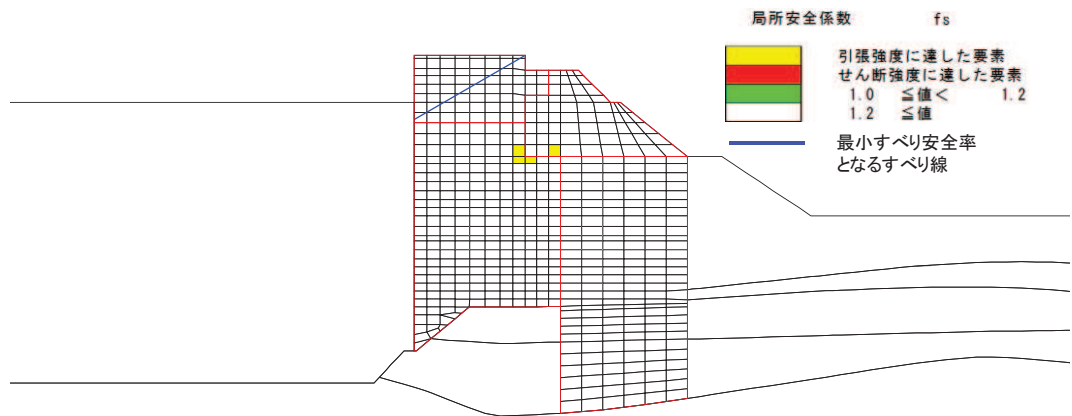 局所安全係数 fs
引張強度に達した要素
せん断強度に達した要素
1.0 ≦値< 1.2
1.2 ≦値
最小すべり安全率
となるすべり線